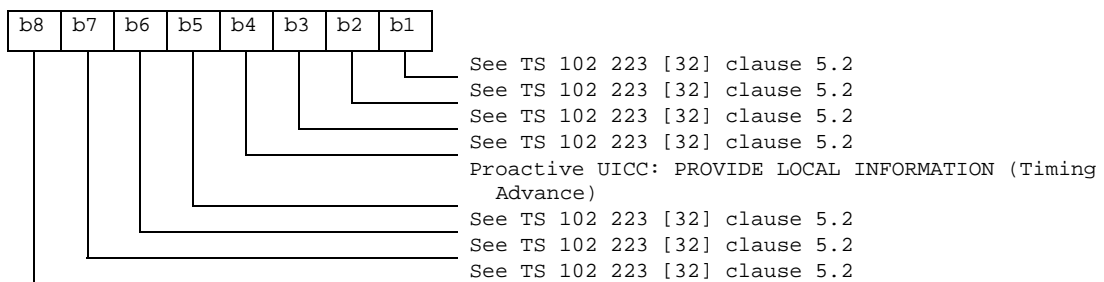 b8 b7 b6 b5 b4 b3 b2 b1
See TS 102 223 [32] clause 5.2
See TS 102 223 [32] clause 5.2
See TS 102 223 [32] clause 5.2
See TS 102 223 [32] clause 5.2
Proactive UICC: PROVIDE LOCAL INFORMATION (Timing
Advance)
See TS 102 223 [32] clause 5.2
See TS 102 223 [32] clause 5.2
See TS 102 223 [32] clause 5.2